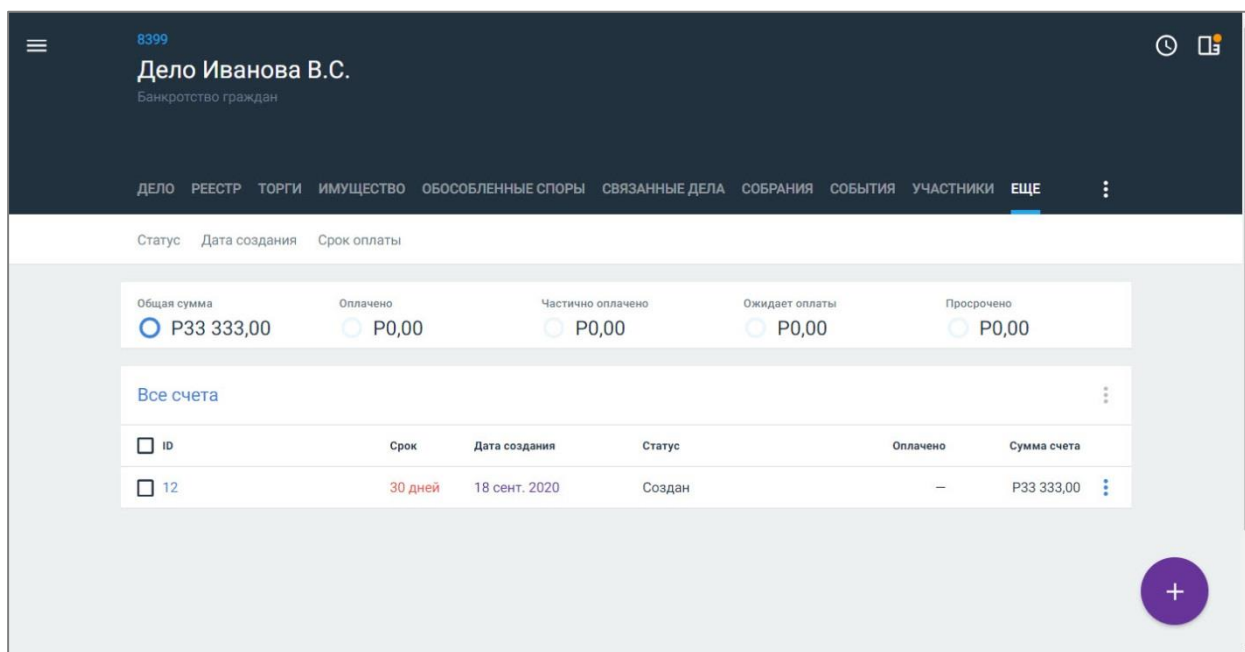 8399
Дело Иванова В.С.
Банкротство граждан
ДЕЛО РЕЕСТР ТОРГИ ИМУЩЕСТВО ОБОСОБЛЕННЫЕ СПОРЫ СВЯЗАННЫЕ ДЕЛА СОБРАНИЯ СОБЫТИЯ УЧАСТНИКИ ЕЩЕ
Статус Дата создания Срок оплаты
Общая сумма Оплачено Частично оплачено Ожидает оплаты Просрочено
Р33 333,00 Р0,00 Р0,00 Р0,00 Р0,00
Все счета
ID Срок Дата создания Статус Оплачено Сумма счета
12 30 дней 18 сент. 2020 Создан — Р33 333,00